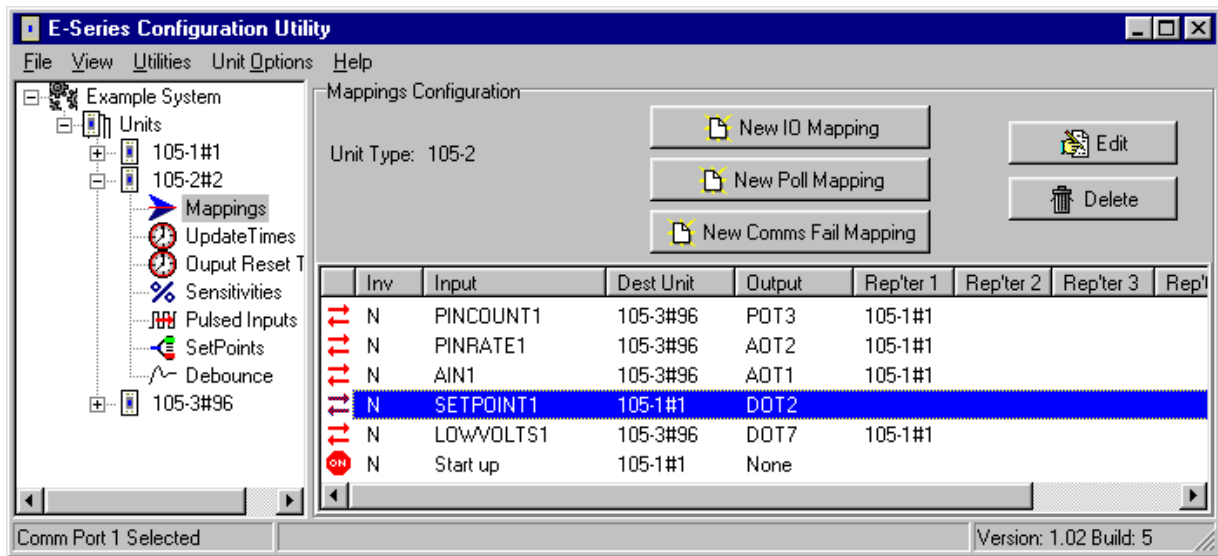 E-Series Configuration Utility
File View Utilities Unit Options Help
Example System
Units
105-1#1
105-2#2
Mappings
UpdateTimes
Ouput Reset T
Sensitivities
Pulsed Inputs
SetPoints
Debounce
105-3#96
Mappings Configuration
Unit Type: 105-2
New IO Mapping
New Poll Mapping
New Comms Fail Mapping
Edit
Delete
Inv Input Dest Unit Output Rep'ter 1 Rep'ter 2 Rep'ter 3 Rep't
N PINCOUNT1 105-3#96 POT3 105-1#1
N PINRATE1 105-3#96 AOT2 105-1#1
N AIN1 105-3#96 AOT1 105-1#1
N SETPOINT1 105-1#1 DOT2
N LOWVOLTS1 105-3#96 DOT7 105-1#1
ON N Start up 105-1#1 None
Comm Port 1 Selected
Version: 1.02 Build: 5